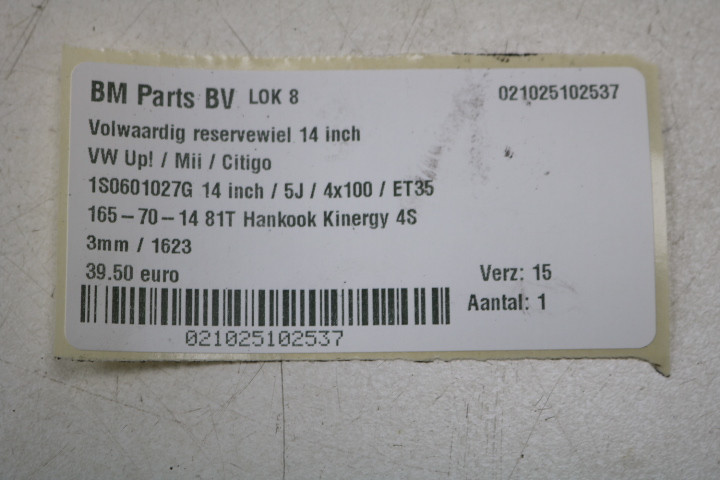 BM Parts BV LOK 8 021025102537
Volwaardig reservewiel 14 inch
VW Up! / Mii / Citigo
1S0601027G 14 inch / 5J / 4x100 / ET35
165-70-14 81T Hankook Kinergy 4S
3mm / 1623
39.50 euro Verz: 15
Aantal: 1
021025102537